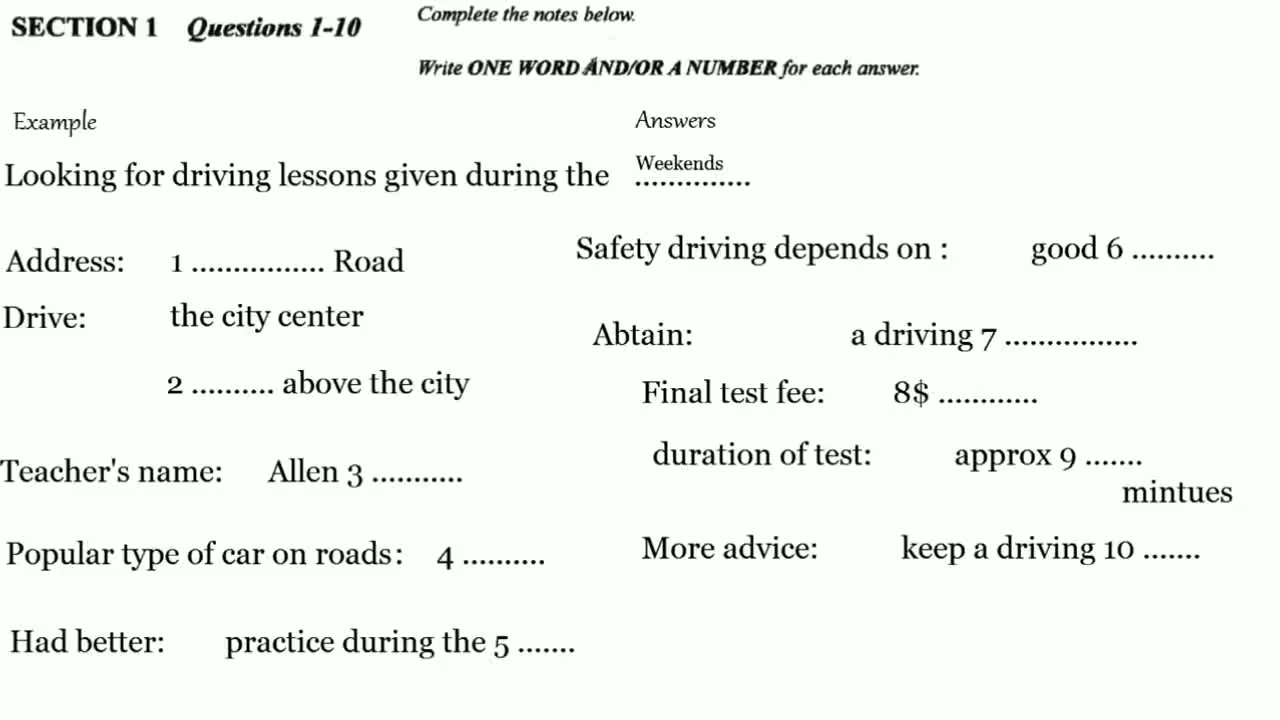 SECTION 1 Questions 1-10
Complete the notes below.
Write ONE WORD AND/OR A NUMBER for each answer.
Example
Answers
Looking for driving lessons given during the
Weekends
..............
Address: 1 ................ Road
Drive: the city center
2 .......... above the city
Teacher's name: Allen 3 ...........
Popular type of car on roads: 4 ..........
Had better: practice during the 5 .......
Safety driving depends on : good 6 ..........
Abtain: a driving 7 ................
Final test fee: 8$ ............
duration of test: approx 9 .......
mintues
More advice: keep a driving 10 .......